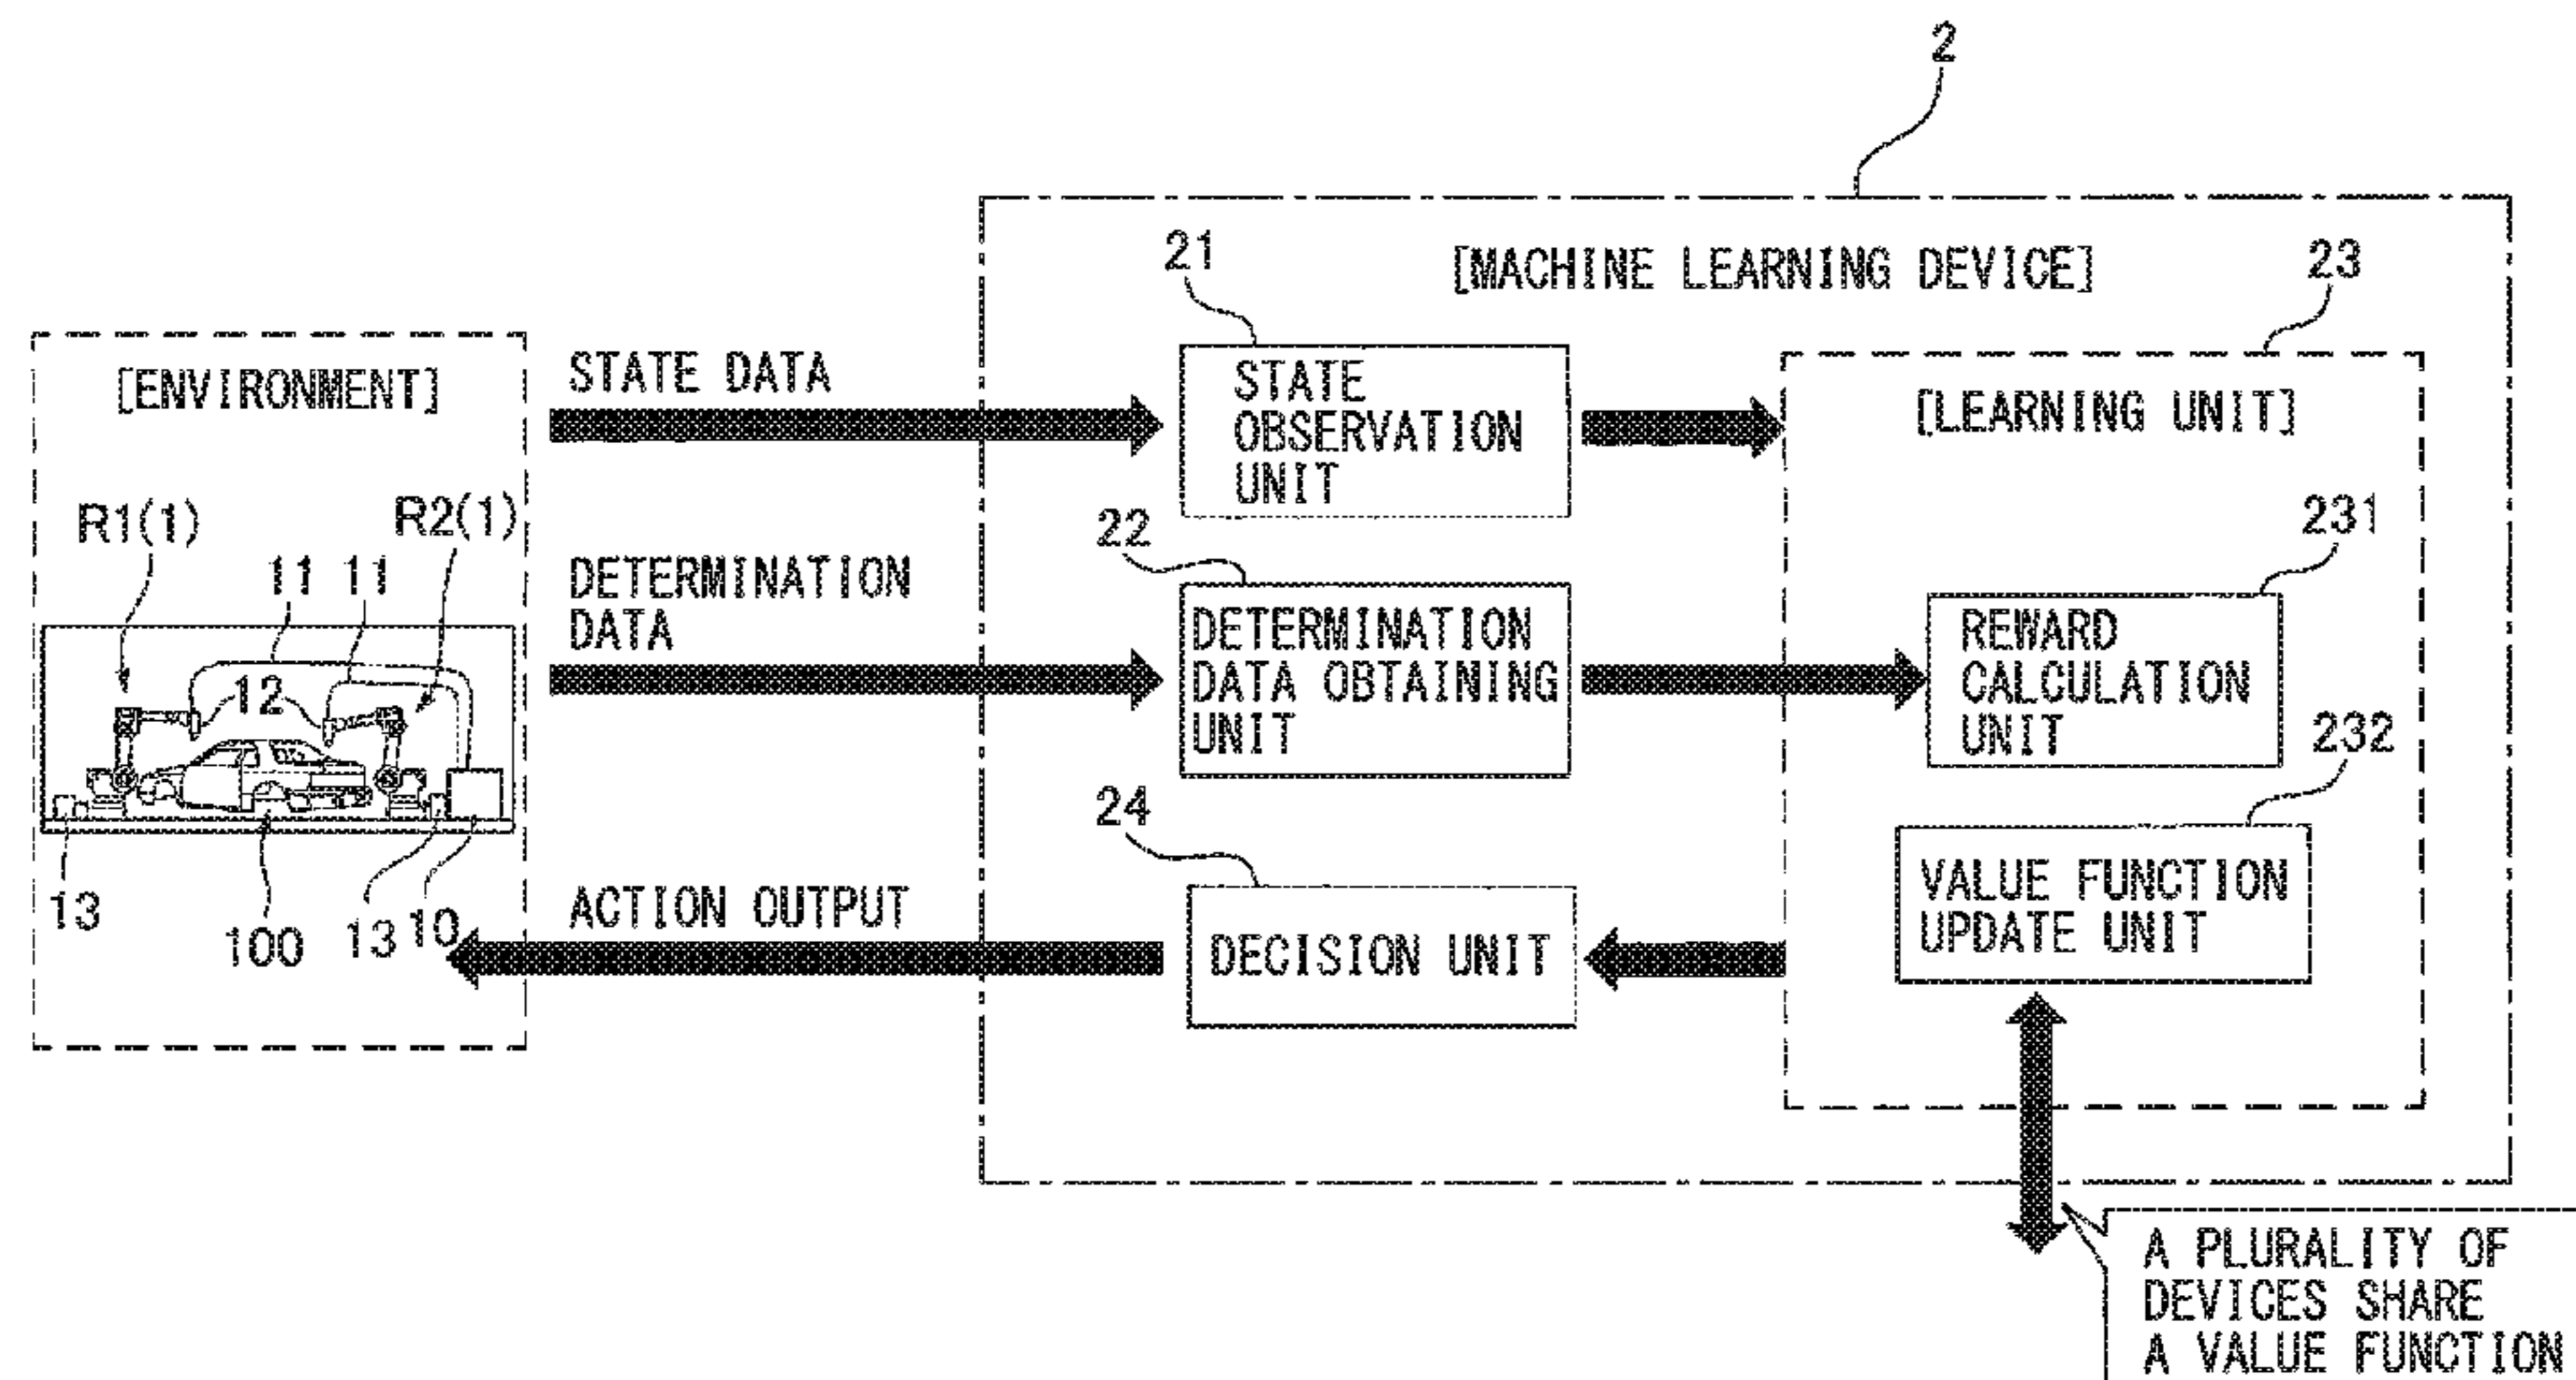 2
[MACHINE LEARNING DEVICE]
21
23
[ENVIRONMENT]
STATE DATA
STATE
OBSERVATION
UNIT
[LEARNING UNIT]
R1(1)
R2(1)
11
11
12
DETERMINATION
DATA
22
DETERMINATION
DATA OBTAINING
UNIT
231
REWARD
CALCULATION
UNIT
232
VALUE FUNCTION
UPDATE UNIT
24
DECISION UNIT
ACTION OUTPUT
13
100
13
10
A PLURALITY OF
DEVICES SHARE
A VALUE FUNCTION